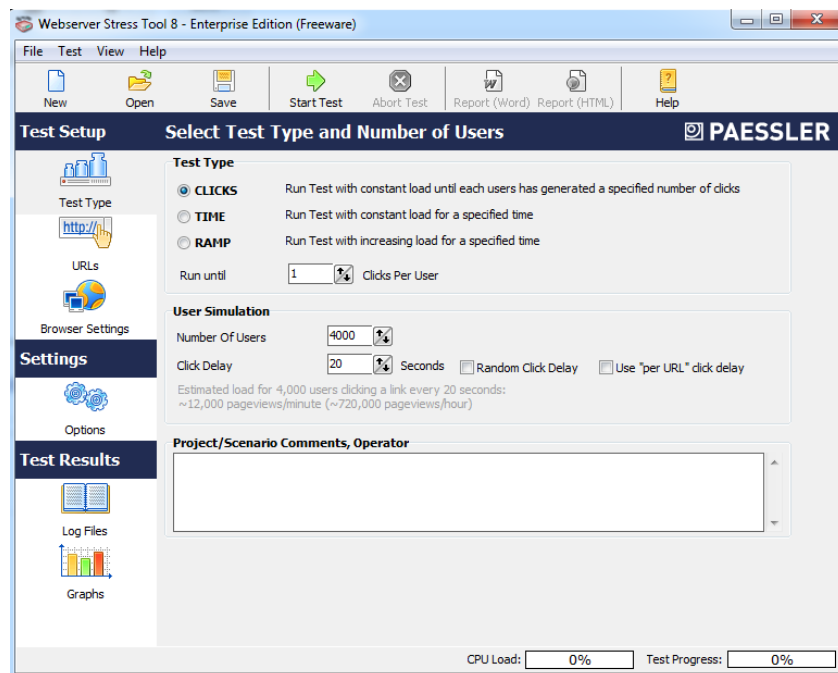 Webserver Stress Tool 8 - Enterprise Edition (Freeware)
File Test View Help
New Open Save Start Test Abort Test Report (Word) Report (HTML) Help
Test Setup
Select Test Type and Number of Users
PAESSLER
Test Type
CLICKS Run Test with constant load until each users has generated a specified number of clicks
TIME Run Test with constant load for a specified time
RAMP Run Test with increasing load for a specified time
Run until 1 Clicks Per User
Test Type
http://
URLs
Browser Settings
User Simulation
Number Of Users 4000
Click Delay 20 Seconds Random Click Delay Use "per URL" click delay
Estimated load for 4,000 users clicking a link every 20 seconds:
~12,000 pageviews/minute (~720,000 pageviews/hour)
Settings
Options
Project/Scenario Comments, Operator
Test Results
Log Files
Graphs
CPU Load: 0% Test Progress: 0%